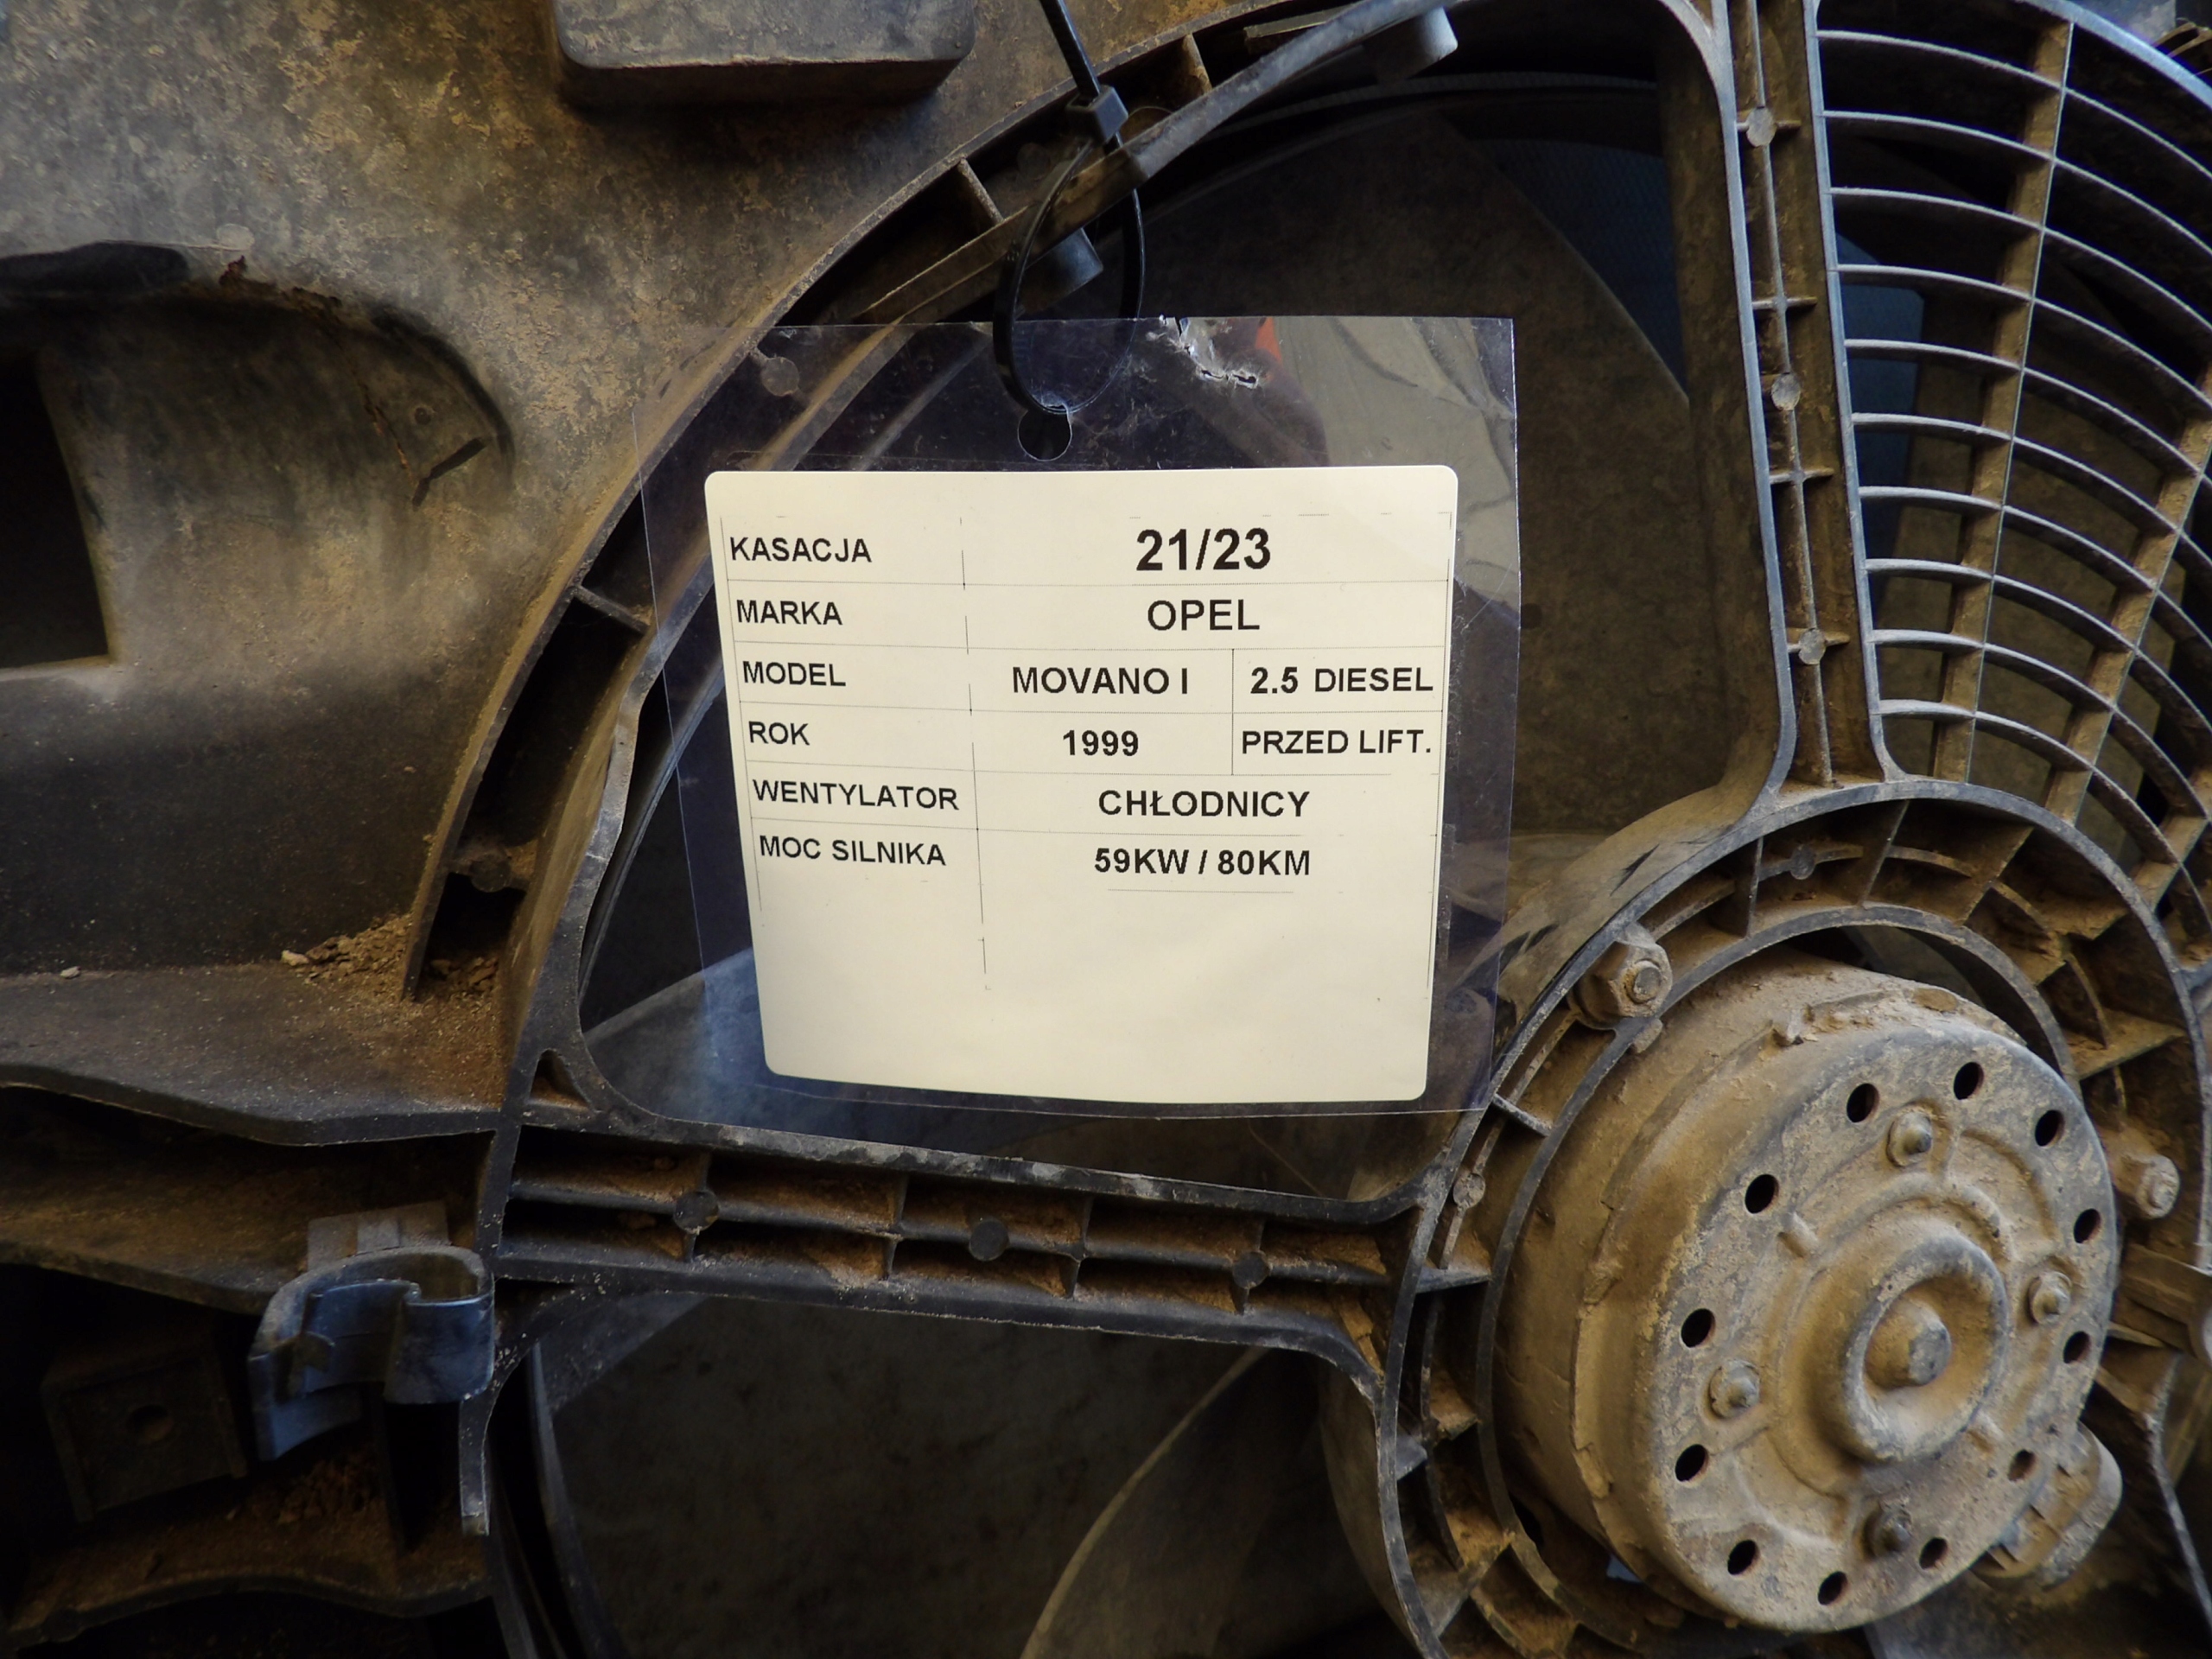 KASACJA 21/23
MARKA OPEL
MODEL MOVANO I 2.5 DIESEL
ROK 1999 PRZED LIFT.
WENTYLATOR CHŁODNICY
MOC SILNIKA 59KW / 80KM